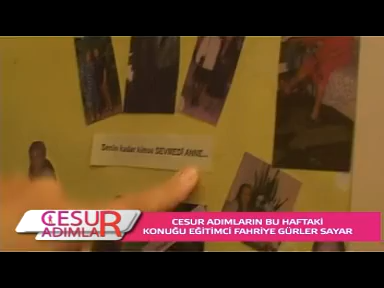 Senin kadar kimse SEVMEDİ ANNE...
CESUR
ADIMLAR
CESUR ADIMLARIN BU HAFTAKİ
KONUĞU EĞİTİMCİ FAHRİYE GÜRLER SAYAR